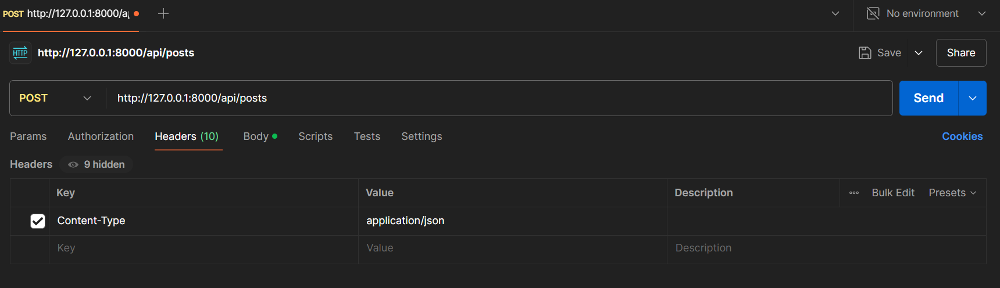 POST http://127.0.0.1:8000/a No environment
HTTP http://127.0.0.1:8000/api/posts Save Share
POST http://127.0.0.1:8000/api/posts Send
Params Authorization Headers (10) Body Scripts Tests Settings Cookies
Headers 9 hidden
Key Value Description Bulk Edit Presets
Content-Type application/json
Key Value Description